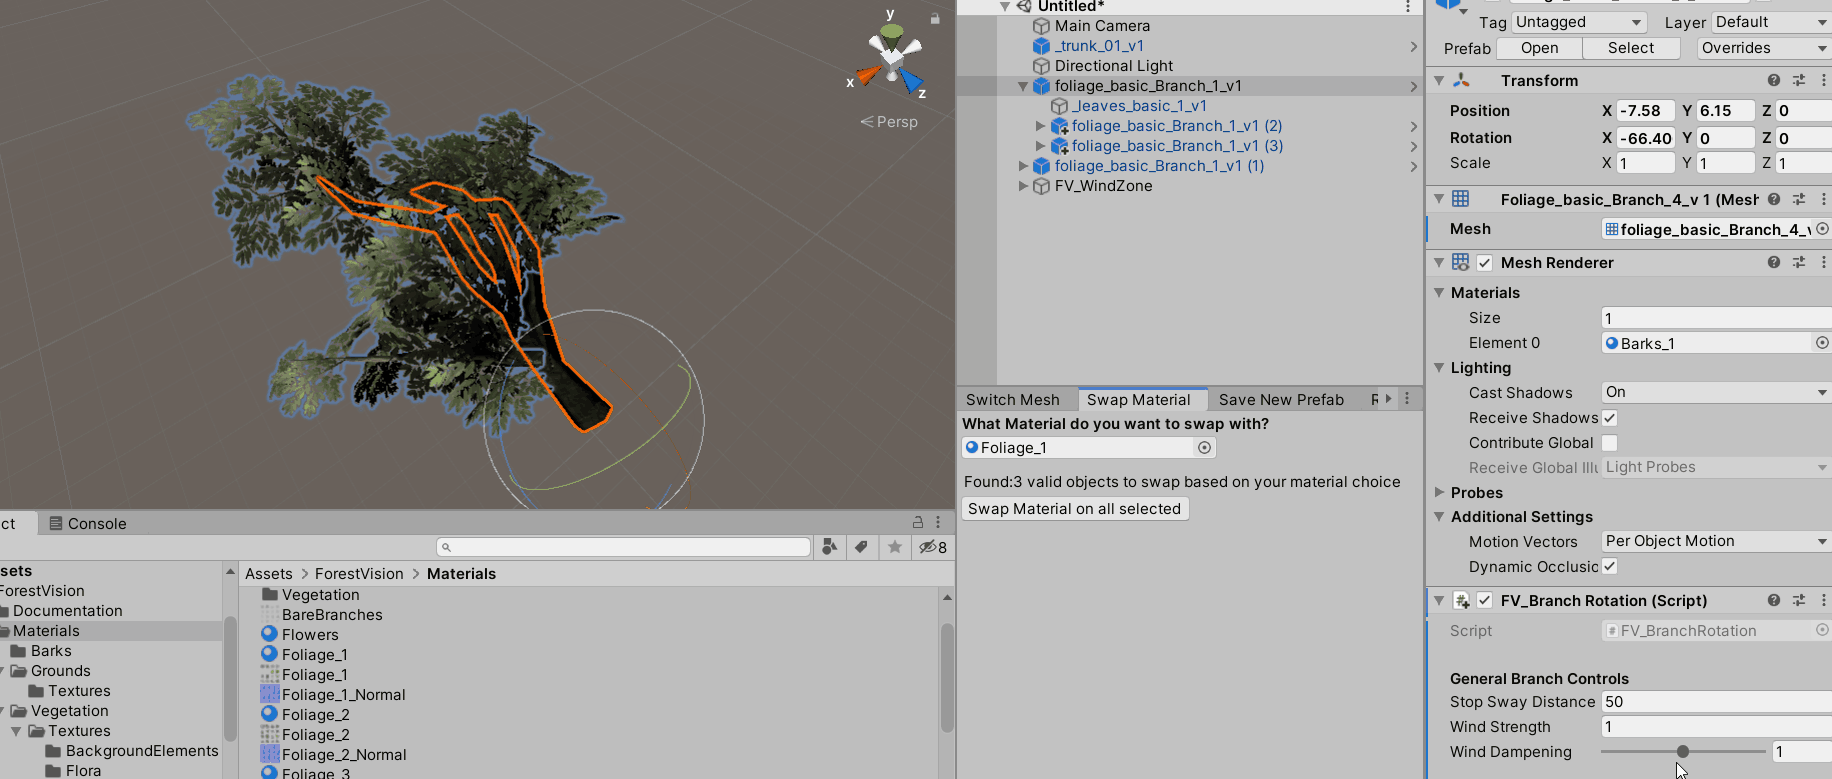 y
x
z
Persp
Untitled*
Main Camera
_trunk_01_v1
Directional Light
foliage_basic_Branch_1_v1
_leaves_basic_1_v1
foliage_basic_Branch_1_v1 (2)
foliage_basic_Branch_1_v1 (3)
foliage_basic_Branch_1_v1 (1)
FV_WindZone
Switch Mesh
Swap Material
Save New Prefab
R
What Material do you want to swap with?
Foliage_1
Found:3 valid objects to swap based on your material choice
Swap Material on all selected
ct
Console
8
sets
ForestVision
Documentation
Materials
Barks
Grounds
Textures
Vegetation
Textures
BackgroundElements
Flora
Assets > ForestVision > Materials
Vegetation
BareBranches
Flowers
Foliage_1
Foliage_1
Foliage_1_Normal
Foliage_2
Foliage_2
Foliage_2_Normal
Foliage_3
Tag Untagged Layer Default
Prefab Open Select Overrides
Transform
Position X -7.58 Y 6.15 Z 0
Rotation X -66.40 Y 0 Z 0
Scale X 1 Y 1 Z 1
Foliage_basic_Branch_4_v 1 (Mesh
Mesh foliage_basic_Branch_4_v
Mesh Renderer
Materials
Size 1
Element 0 Barks_1
Lighting
Cast Shadows On
Receive Shadows
Contribute Global
Receive Global Illu Light Probes
Probes
Additional Settings
Motion Vectors Per Object Motion
Dynamic Occlusio
FV_Branch Rotation (Script)
Script # FV_BranchRotation
General Branch Controls
Stop Sway Distance 50
Wind Strength 1
Wind Dampening 1